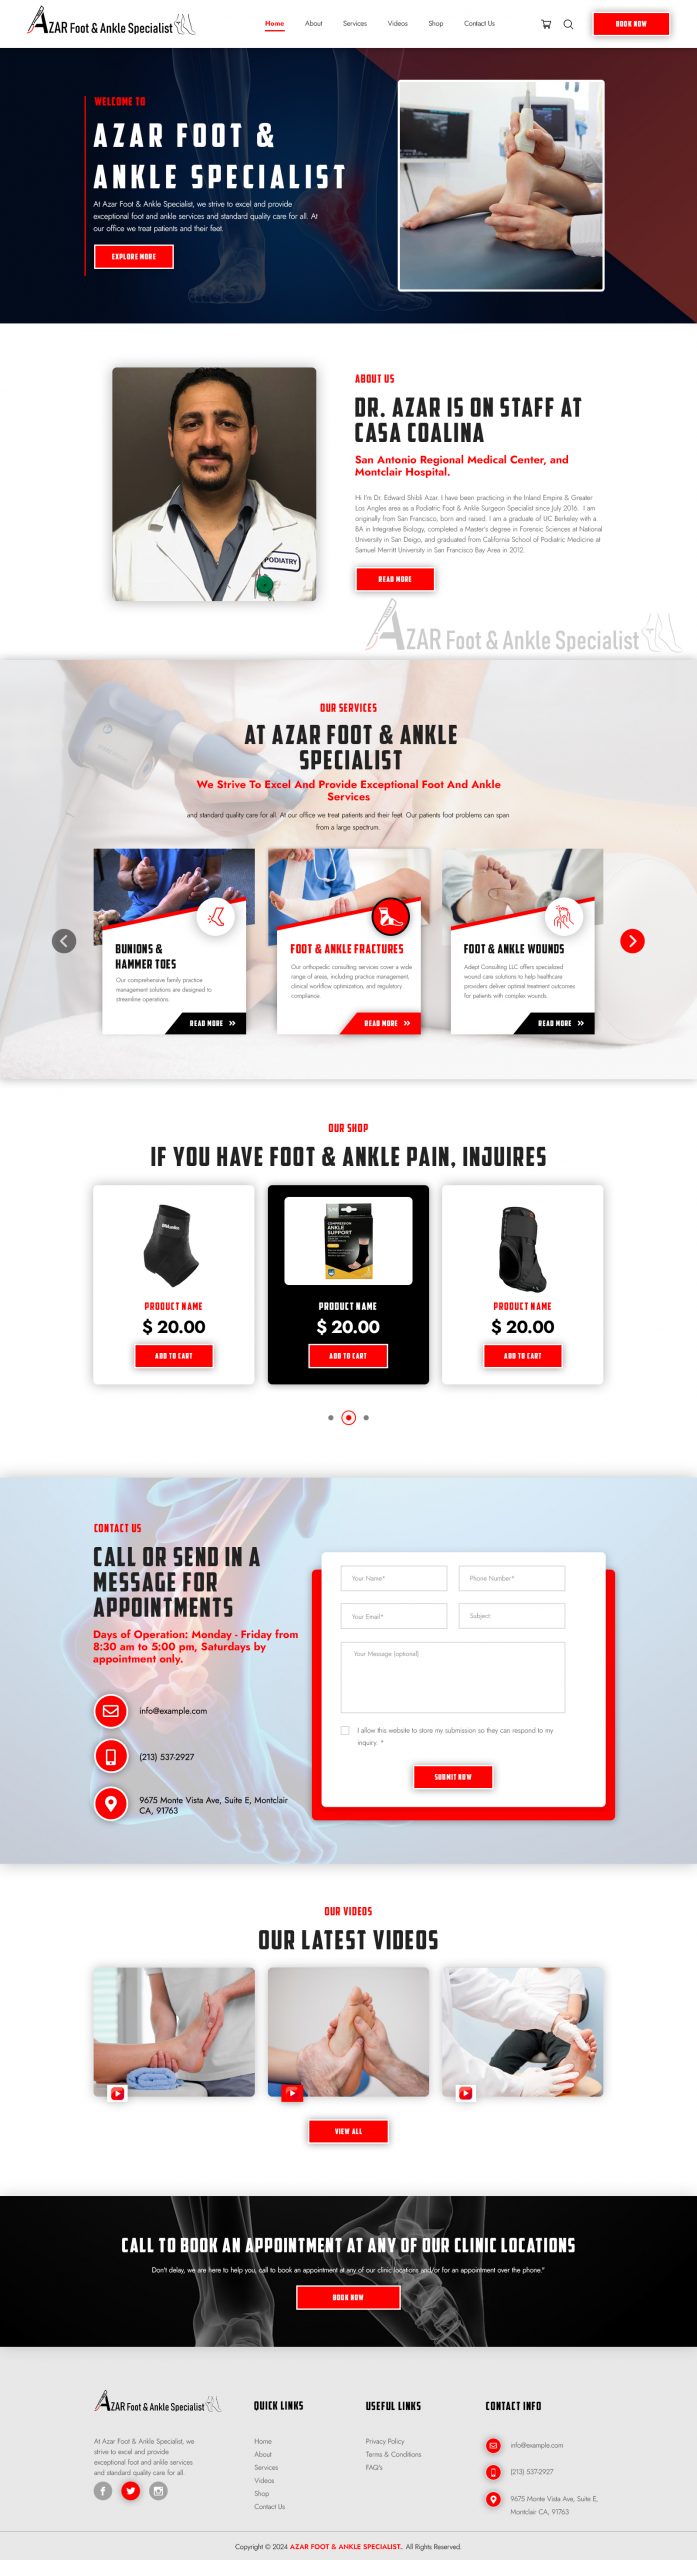 AZAR Foot & Ankle Specialist
Home
About
Services
Videos
Shop
Contact Us
BOOK NOW
WELCOME TO
AZAR FOOT &
ANKLE SPECIALIST
At Azar Foot & Ankle Specialist, we strive to excel and provide
exceptional foot and ankle services and standard quality care for all. At
our office we treat patients and their feet.
EXPLORE MORE
PODIATRY
ABOUT US
DR. AZAR IS ON STAFF AT
CASA COALINA
San Antonio Regional Medical Center, and
Montclair Hospital.
Hi I'm Dr. Edward Shibli Azar. I have been practicing in the Inland Empire & Greater
Los Angles area as a Podiatric Foot & Ankle Surgeon Specialist since July 2016. I am
originally from San Francisco, born and raised. I am a graduate of UC Berkeley with a
BA in Integrative Biology, completed a Master's degree in Forensic Sciences at National
University in San Deigo, and graduated from California School of Podiatric Medicine at
Samuel Merritt University in San Francisco Bay Area in 2012.
READ MORE
AZAR Foot & Ankle Specialist
OUR SERVICES
AT AZAR FOOT & ANKLE
SPECIALIST
We Strive To Excel And Provide Exceptional Foot And Ankle
Services
and standard quality care for all. At our office we treat patients and their feet. Our patients foot problems can span
from a large spectrum.
BUNIONS &
HAMMER TOES
Our comprehensive family practice
management solutions are designed to
streamline operations.
READ MORE
FOOT & ANKLE FRACTURES
Our orthopedic consulting services cover a wide
range of areas, including practice management,
clinical workflow optimization, and regulatory
compliance.
READ MORE
FOOT & ANKLE WOUNDS
Adept Consulting LLC offers specialized
wound care solutions to help healthcare
providers deliver optimal treatment outcomes
for patients with complex wounds.
READ MORE
OUR SHOP
IF YOU HAVE FOOT & ANKLE PAIN, INJUIRES
PRODUCT NAME
$ 20.00
ADD TO CART
COMPRESSION
ANKLE
SUPPORT
PRODUCT NAME
$ 20.00
ADD TO CART
PRODUCT NAME
$ 20.00
ADD TO CART
CONTACT US
CALL OR SEND IN A
MESSAGE FOR
APPOINTMENTS
Days of Operation: Monday - Friday from
8:30 am to 5:00 pm, Saturdays by
appointment only.
info@example.com
(213) 537-2927
9675 Monte Vista Ave, Suite E, Montclair
CA, 91763
Your Name*
Phone Number*
Your Email*
Subject
Your Message (optional)
I allow this website to store my submission so they can respond to my
inquiry. *
SUBMIT NOW
OUR VIDEOS
OUR LATEST VIDEOS
VIEW ALL
CALL TO BOOK AN APPOINTMENT AT ANY OF OUR CLINIC LOCATIONS
Don't delay, we are here to help you, call to book an appointment at any of our clinic locations and/or for an appointment over the phone."
BOOK NOW
AZAR Foot & Ankle Specialist
At Azar Foot & Ankle Specialist, we
strive to excel and provide
exceptional foot and ankle services
and standard quality care for all.
QUICK LINKS
Home
About
Services
Videos
Shop
Contact Us
USEFUL LINKS
Privacy Policy
Terms & Conditions
FAQ's
CONTACT INFO
info@example.com
(213) 537-2927
9675 Monte Vista Ave, Suite E,
Montclair CA, 91763
Copyright © 2024 AZAR FOOT & ANKLE SPECIALIST.. All Rights Reserved.